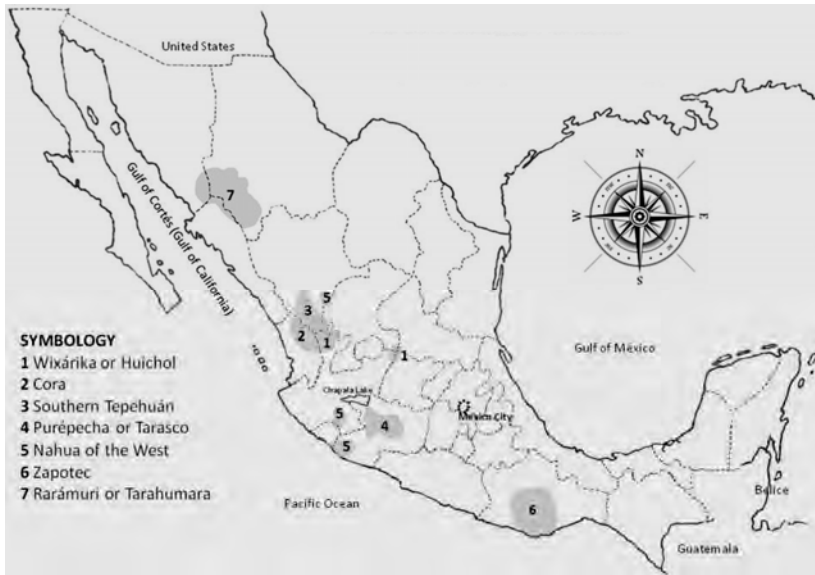 United States
N
W
E
S
Gulf of Cortés (Gulf of California)
7
5
3
2
1
1
SYMBOLOGY
1 Wixárika or Huichol
2 Cora
3 Southern Tepehuán
4 Purépecha or Tarasco
5 Nahua of the West
6 Zapotec
7 Rarámuri or Tarahumara
Gulf of México
Chapala Lake
5
4
5
México City
Pacific Ocean
6
Belice
Guatemala